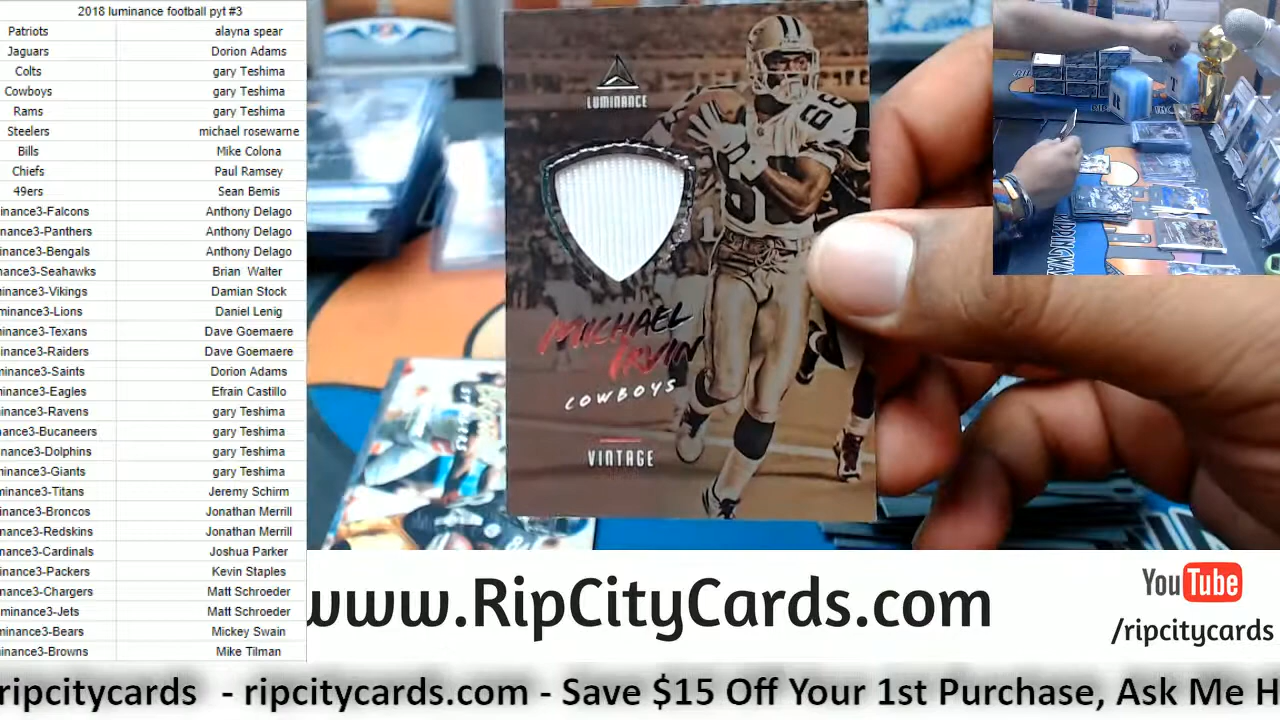 2018 luminance football pyt #3
Patriots alayna spear
Jaguars Dorion Adams
Colts gary Teshima
Cowboys gary Teshima
Rams gary Teshima
Steelers michael rosewarne
Bills Mike Colona
Chiefs Paul Ramsey
49ers Sean Bemis
inance3-Falcons Anthony Delago
nance3-Panthers Anthony Delago
inance3-Bengals Anthony Delago
nance3-Seahawks Brian Walter
inance3-Vikings Damian Stock
minance3-Lions Daniel Lenig
inance3-Texans Dave Goemaere
inance3-Raiders Dave Goemaere
inance3-Saints Dorion Adams
inance3-Eagles Efrain Castillo
inance3-Ravens gary Teshima
ance3-Bucaneers gary Teshima
nance3-Dolphins gary Teshima
inance3-Giants gary Teshima
minance3-Titans Jeremy Schirm
inance3-Broncos Jonathan Merrill
nance3-Redskins Jonathan Merrill
nance3-Cardinals Joshua Parker
inance3-Packers Kevin Staples
nance3-Chargers Matt Schroeder
minance3-Jets Matt Schroeder
minance3-Bears Mickey Swain
inance3-Browns Mike Tilman
LUMINANCE
88
MICHAEL
IRVIN
COWBOYS
VINTAGE
www.RipCityCards.com
YouTube
/ripcitycards
ripcitycards - ripcitycards.com - Save $15 Off Your 1st Purchase, Ask Me H